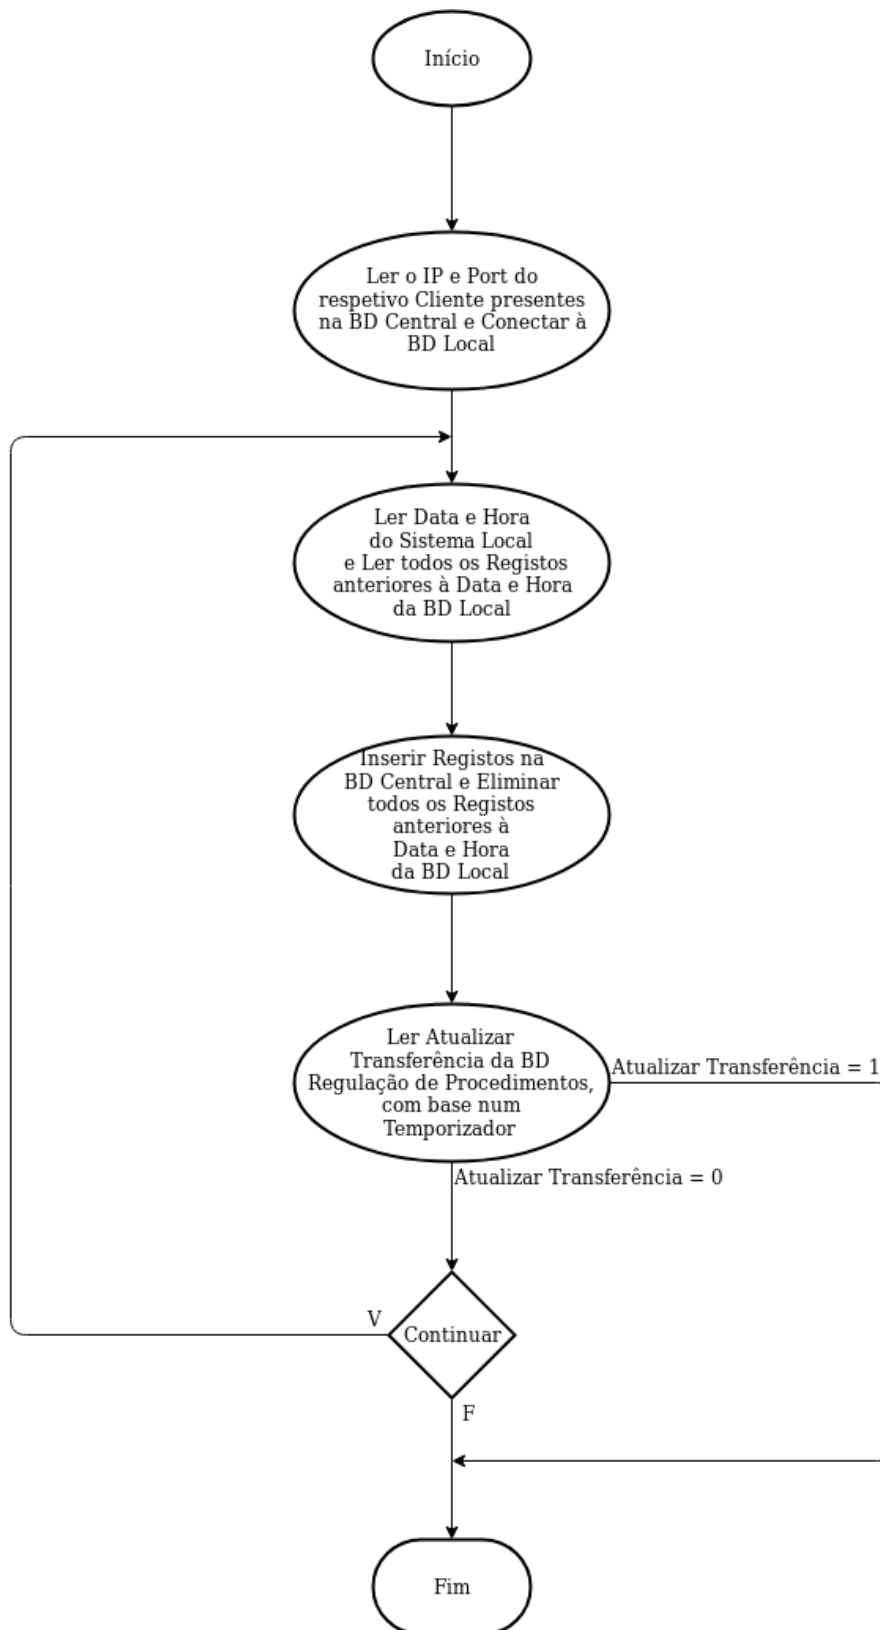 Início
Ler o IP e Port do
respetivo Cliente presentes
na BD Central e Conectar à
BD Local
Ler Data e Hora
do Sistema Local
e Ler todos os Registos
anteriores à Data e Hora
da BD Local
Inserir Registos na
BD Central e Eliminar
todos os Registos
anteriores à
Data e Hora
da BD Local
Ler Atualizar
Transferência da BD
Regulação de Procedimentos,
com base num
Temporizador
Atualizar Transferência = 1
Atualizar Transferência = 0
V
Continuar
F
Fim